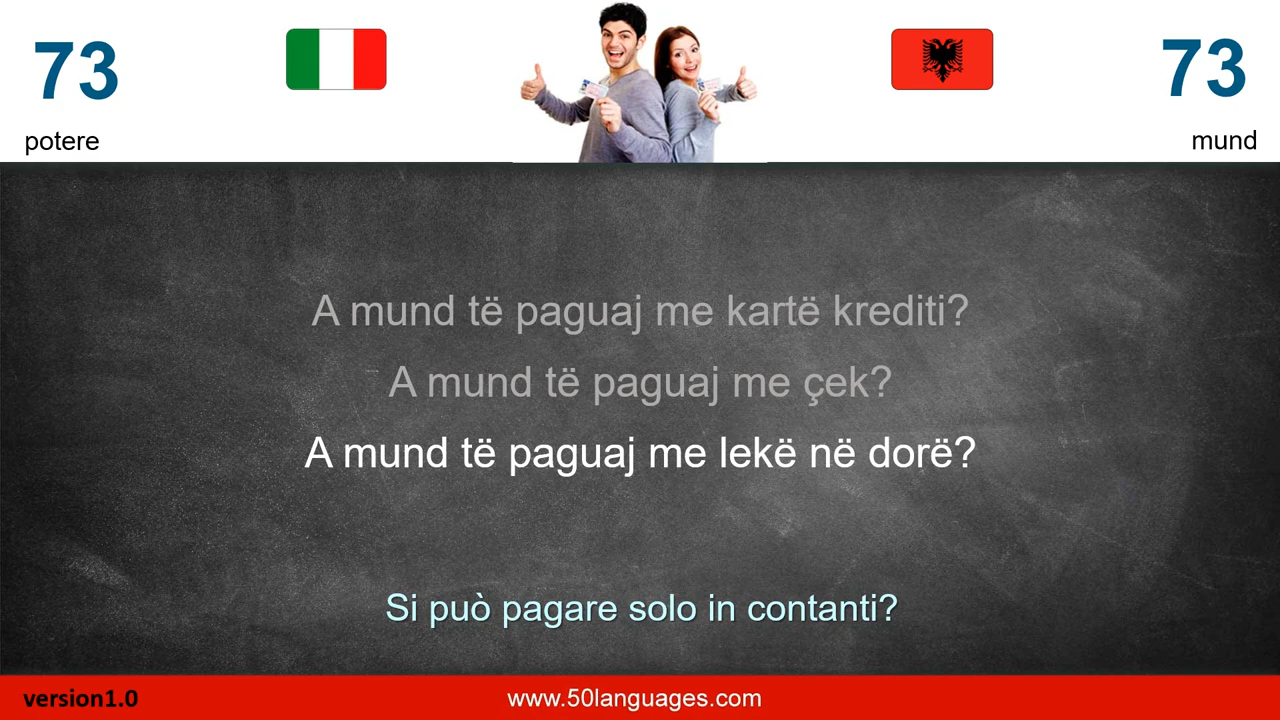 73
73
potere
mund
A mund të paguaj me kartë krediti?
A mund të paguaj me çek?
A mund të paguaj me lekë në dorë?
Si può pagare solo in contanti?
version1.0
www.50languages.com